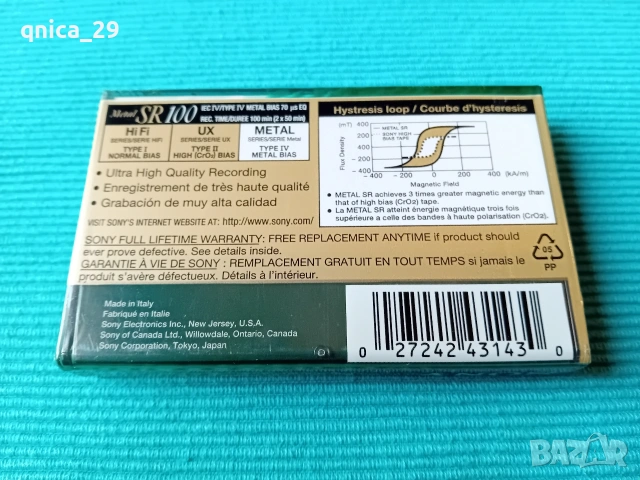 qnica_29
Metal SR 100 IEC IV/TYPE IV METAL BIAS 70 µs EQ
REC. TIME/DUREE 100 min (2 x 50 min)
HiFi
SERIES/SERIE HiFi
TYPE I
NORMAL BIAS
UX
SERIES/SERIE UX
TYPE II
HIGH (CrO2) BIAS
METAL
SERIES/SERIE Metal
TYPE IV
METAL BIAS
• Ultra High Quality Recording
• Enregistrement de très haute qualité
• Grabación de muy alta calidad
VISIT SONY'S INTERNET WEBSITE AT: http://www.sony.com/
Hystresis loop / Courbe d'hysteresis
(mT)
400
200
0
200
400
Flux Density
METAL SR
SONY HIGH BIAS TAPE
−400 −200 0 200 400 [kA/m]
Magnetic Field
• METAL SR achieves 3 times greater magnetic energy than
that of high bias (CrO2) tape.
• La METAL SR atteint énergie magnétique trois fois
supérieure a celle des bandes à haute polarisation (CrO2).
SONY FULL LIFETIME WARRANTY: FREE REPLACEMENT ANYTIME if product should
ever prove defective. See details inside.
GARANTIE À VIE DE SONY : REMPLACEMENT GRATUIT EN TOUT TEMPS si jamais le
produit s'avère défectueux. Détails à l'intérieur.
05
PP
Made in Italy
Fabriqué en Italie
Sony Electronics Inc., New Jersey, U.S.A.
Sony of Canada Ltd., Willowdale, Ontario, Canada
Sony Corporation, Tokyo, Japan
0 27242 43143 0
BAZAR